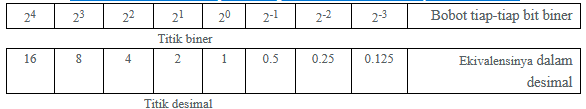 2⁴ 2³ 2² 2¹ 2⁰ 2⁻¹ 2⁻² 2⁻³ Bobot tiap-tiap bit biner
Titik biner
16 8 4 2 1 0.5 0.25 0.125 Ekivalensinya dalam
desimal
Titik desimal